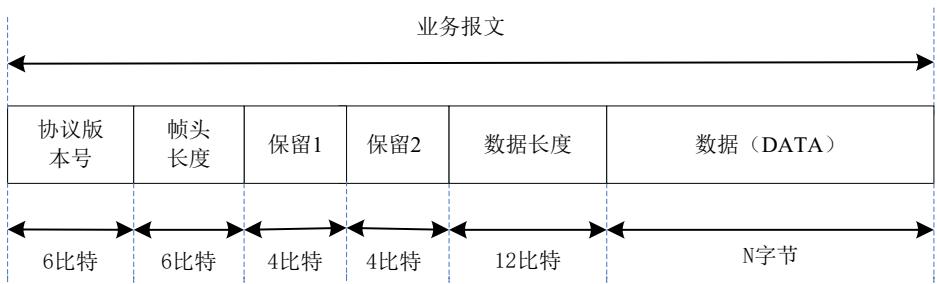 业务报文
协议版
本号
帧头
长度
保留1
保留2
数据长度
数据（DATA）
6比特
6比特
4比特
4比特
12比特
N字节